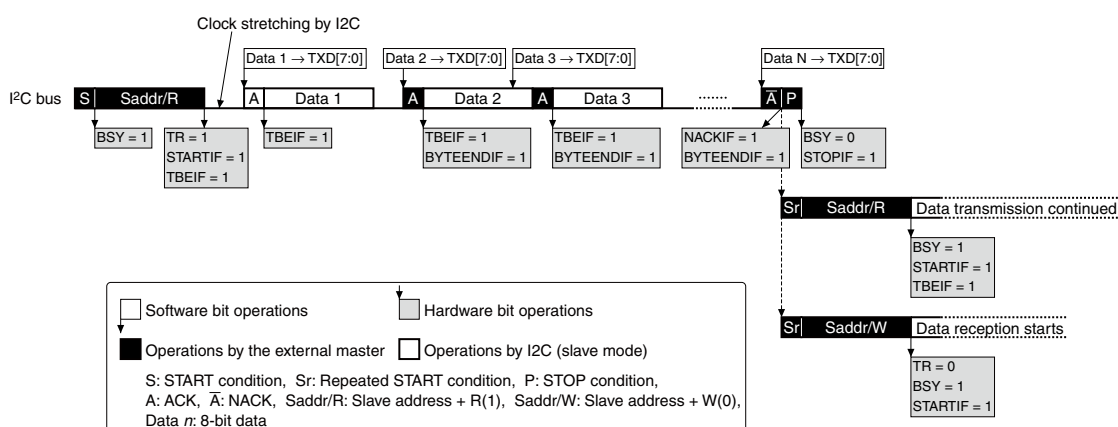 Clock stretching by I2C
Data 1 → TXD[7:0]
Data 2 → TXD[7:0]
Data 3 → TXD[7:0]
Data N → TXD[7:0]
I²C bus
S
Saddr/R
A
Data 1
A
Data 2
A
Data 3
A̅
P
BSY = 1
TR = 1
STARTIF = 1
TBEIF = 1
TBEIF = 1
TBEIF = 1
BYTEENDIF = 1
TBEIF = 1
BYTEENDIF = 1
NACKIF = 1
BYTEENDIF = 1
BSY = 0
STOPIF = 1
Sr
Saddr/R
Data transmission continued
BSY = 1
STARTIF = 1
TBEIF = 1
Sr
Saddr/W
Data reception starts
TR = 0
BSY = 1
STARTIF = 1
Software bit operations
Hardware bit operations
Operations by the external master
Operations by I2C (slave mode)
S: START condition, Sr: Repeated START condition, P: STOP condition,
A: ACK, A̅: NACK, Saddr/R: Slave address + R(1), Saddr/W: Slave address + W(0),
Data n: 8-bit data